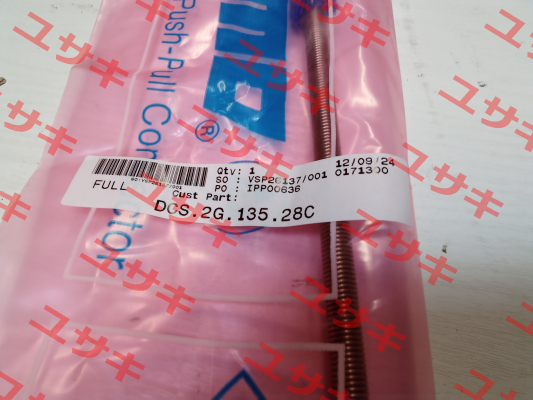 Push-Pull Con
ctor
®
Qty: 1 12/09/24
SO : VSP20137/001 0171300
PO : IPP00636
FULL
Cust Part:
DCS.2G.135.28C
ユサキ
ユサキ
ユサキ
ユサキ
ユサキ
ユサキ
ユサキ
ユサキ
ユサキ